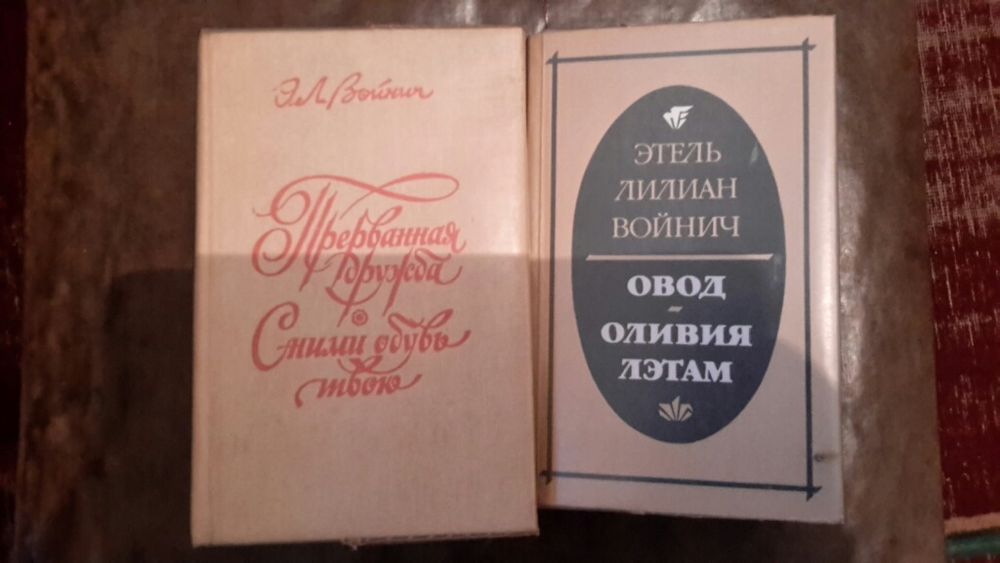 Э.Л. Войнич
Прерванная
дружба
Сними обувь
твою
ЭТЕЛЬ
ЛИЛИАН
ВОЙНИЧ
ОВОД
-
ОЛИВИЯ
ЛЭТАМ